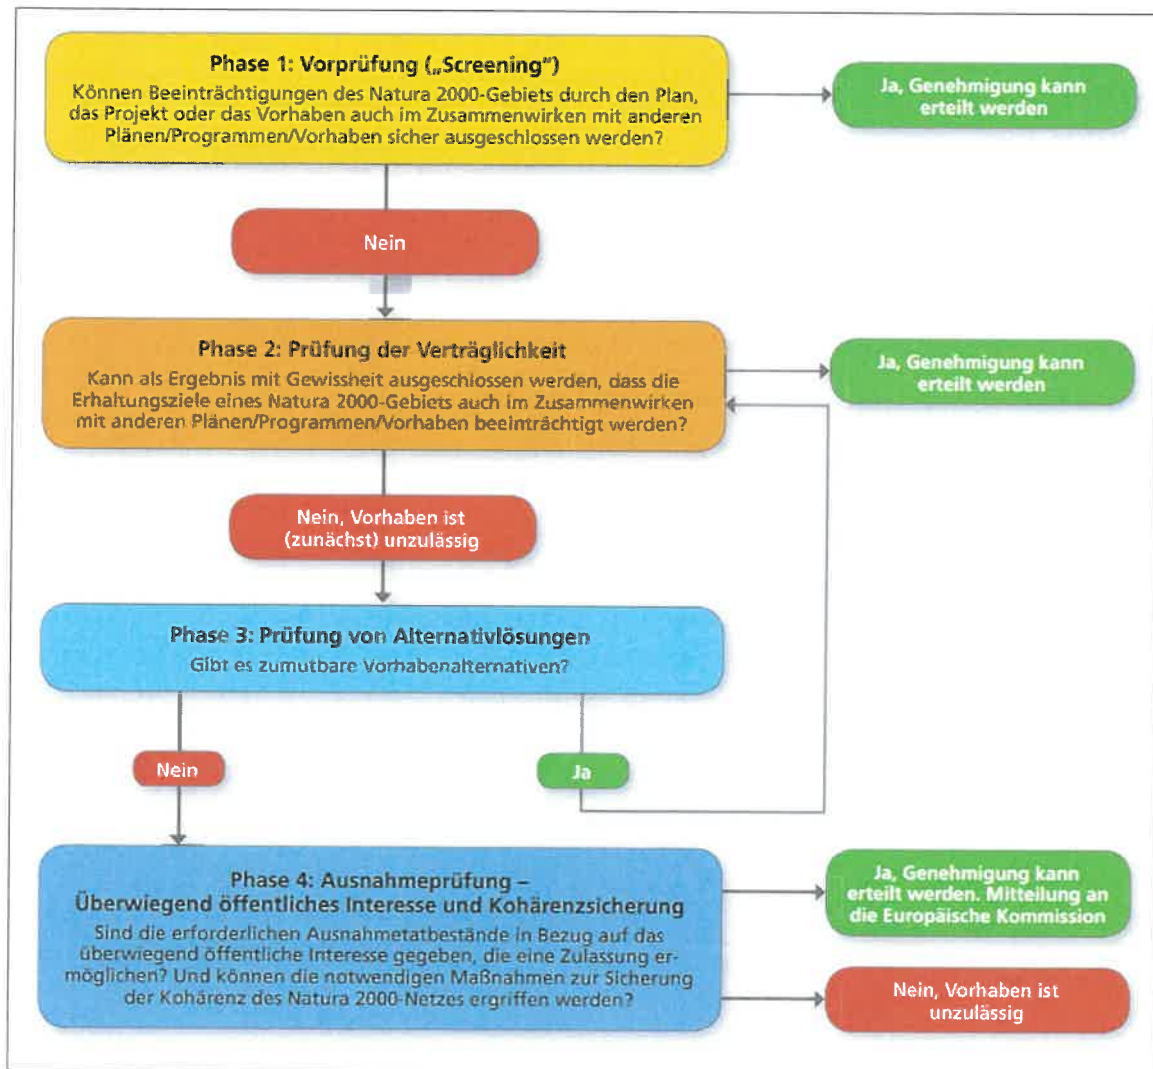 Phase 1: Vorprüfung („Screening“)
Können Beeinträchtigungen des Natura 2000-Gebiets durch den Plan,
das Projekt oder das Vorhaben auch im Zusammenwirken mit anderen
Plänen/Programmen/Vorhaben sicher ausgeschlossen werden?
Ja, Genehmigung kann
erteilt werden
Nein
Phase 2: Prüfung der Verträglichkeit
Kann als Ergebnis mit Gewissheit ausgeschlossen werden, dass die
Erhaltungsziele eines Natura 2000-Gebiets auch im Zusammenwirken
mit anderen Plänen/Programmen/Vorhaben beeinträchtigt werden?
Ja, Genehmigung kann
erteilt werden
Nein, Vorhaben ist
(zunächst) unzulässig
Phase 3: Prüfung von Alternativlösungen
Gibt es zumutbare Vorhabenalternativen?
Nein
Ja
Phase 4: Ausnahmeprüfung –
Überwiegend öffentliches Interesse und Kohärenzsicherung
Sind die erforderlichen Ausnahmetatbestände in Bezug auf das
überwiegend öffentliche Interesse gegeben, die eine Zulassung er-
möglichen? Und können die notwendigen Maßnahmen zur Sicherung
der Kohärenz des Natura 2000-Netzes ergriffen werden?
Ja, Genehmigung kann
erteilt werden. Mitteilung an
die Europäische Kommission
Nein, Vorhaben ist
unzulässig